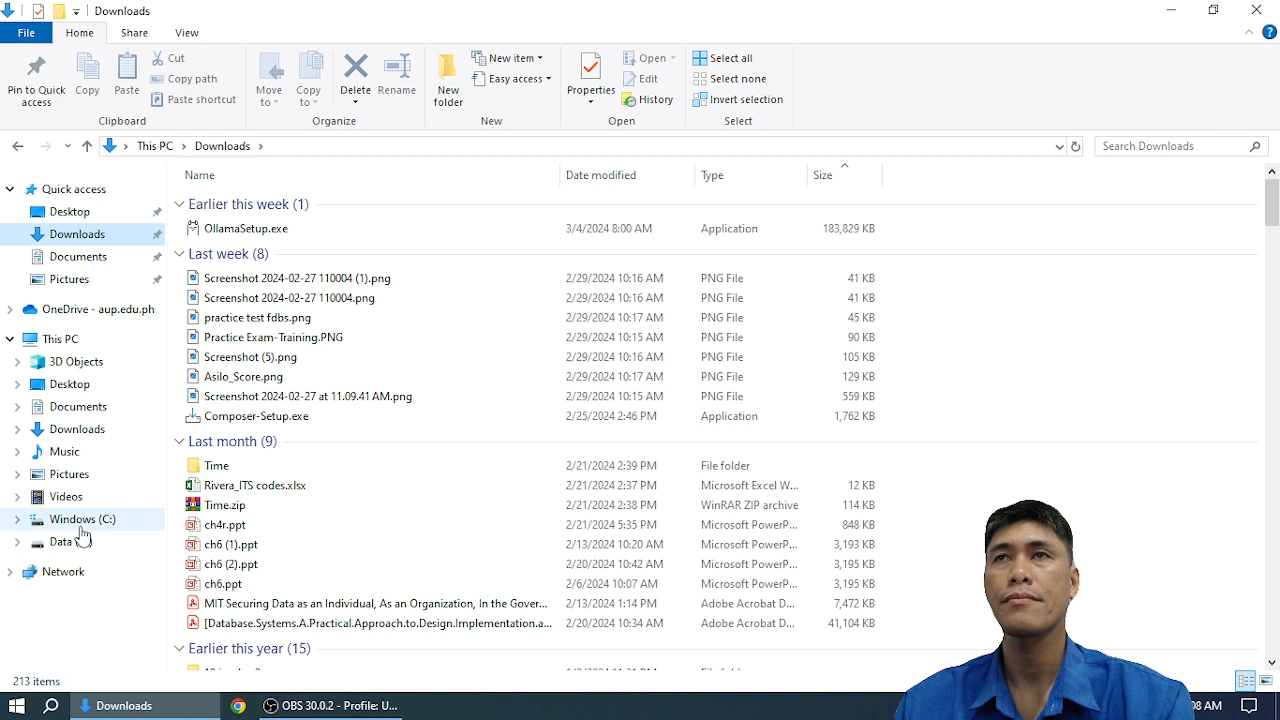 Downloads
File Home Share View
Pin to Quick access
Copy
Paste
Cut
Copy path
Paste shortcut
Move to
Copy to
Delete
Rename
New folder
New item
Easy access
Properties
Open
Edit
History
Select all
Select none
Invert selection
Clipboard Organize New Open Select
This PC Downloads
Search Downloads
Name Date modified Type Size
Quick access
Desktop
Downloads
Documents
Pictures
OneDrive - aup.edu.ph
This PC
3D Objects
Desktop
Documents
Downloads
Music
Pictures
Videos
Windows (C:)
Data
Network
Earlier this week (1)
OllamaSetup.exe 3/4/2024 8:00 AM Application 183,829 KB
Last week (8)
Screenshot 2024-02-27 110004 (1).png 2/29/2024 10:16 AM PNG File 41 KB
Screenshot 2024-02-27 110004.png 2/29/2024 10:16 AM PNG File 41 KB
practice test fdbs.png 2/29/2024 10:17 AM PNG File 45 KB
Practice Exam-Training.PNG 2/29/2024 10:15 AM PNG File 90 KB
Screenshot (5).png 2/29/2024 10:16 AM PNG File 105 KB
Asilo_Score.png 2/29/2024 10:17 AM PNG File 129 KB
Screenshot 2024-02-27 at 11.09.41 AM.png 2/29/2024 10:15 AM PNG File 559 KB
Composer-Setup.exe 2/25/2024 2:46 PM Application 1,762 KB
Last month (9)
Time 2/21/2024 2:39 PM File folder
Rivera_ITS codes.xlsx 2/21/2024 2:37 PM Microsoft Excel W... 12 KB
Time.zip 2/21/2024 2:38 PM WinRAR ZIP archive 114 KB
ch4r.ppt 2/21/2024 5:35 PM Microsoft PowerP... 848 KB
ch6 (1).ppt 2/13/2024 10:20 AM Microsoft PowerP... 3,193 KB
ch6 (2).ppt 2/20/2024 10:42 AM Microsoft PowerP... 3,195 KB
ch6.ppt 2/6/2024 10:07 AM Microsoft PowerP... 3,195 KB
MIT Securing Data as an Individual, As an Organization, In the Gover... 2/13/2024 1:14 PM Adobe Acrobat D... 7,472 KB
[Database.Systems.A.Practical.Approach.to.Design.Implementation.a... 2/20/2024 10:34 AM Adobe Acrobat D... 41,104 KB
Earlier this year (15)
213 items
Downloads
OBS 30.0.2 - Profile: U...
:08 AM